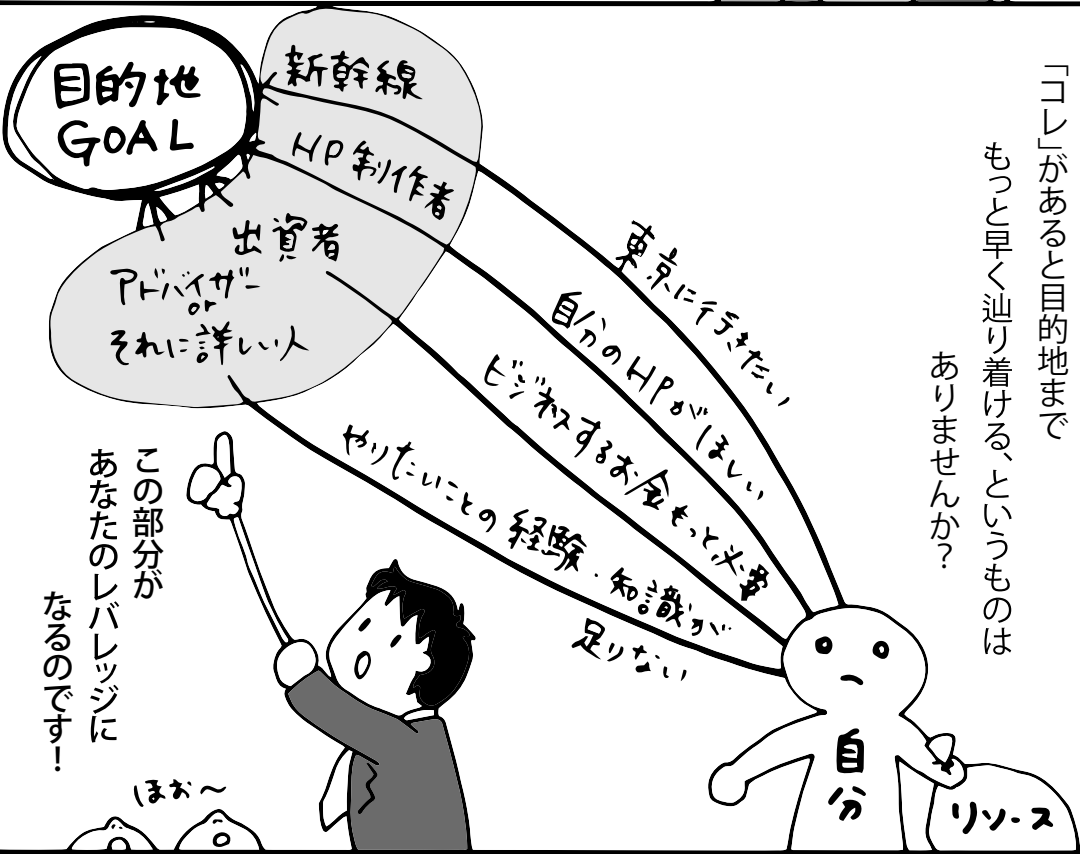 「コレ」があると目的地まで
もっと早く辿り着ける、というものは
ありませんか?
目的地
GOAL
新幹線
HP制作者
出資者
アドバイザー
or
それに詳しい人
東京に行きたい
自分のHPがほしい
ビジネスするお金もっと必要
やりたいことの経験・知識が
足りない
自分
リソース
この部分が
あなたのレバレッジに
なるのです!
ほお〜